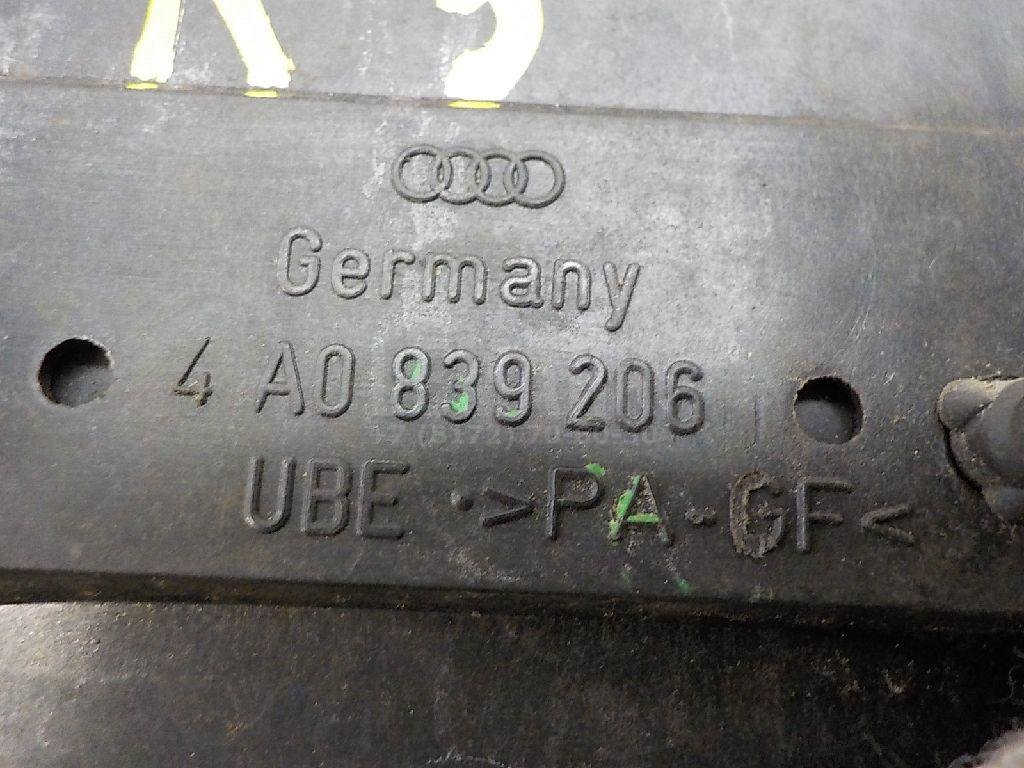 Germany
4 A0 839 206
UBE ·>PA-GF<